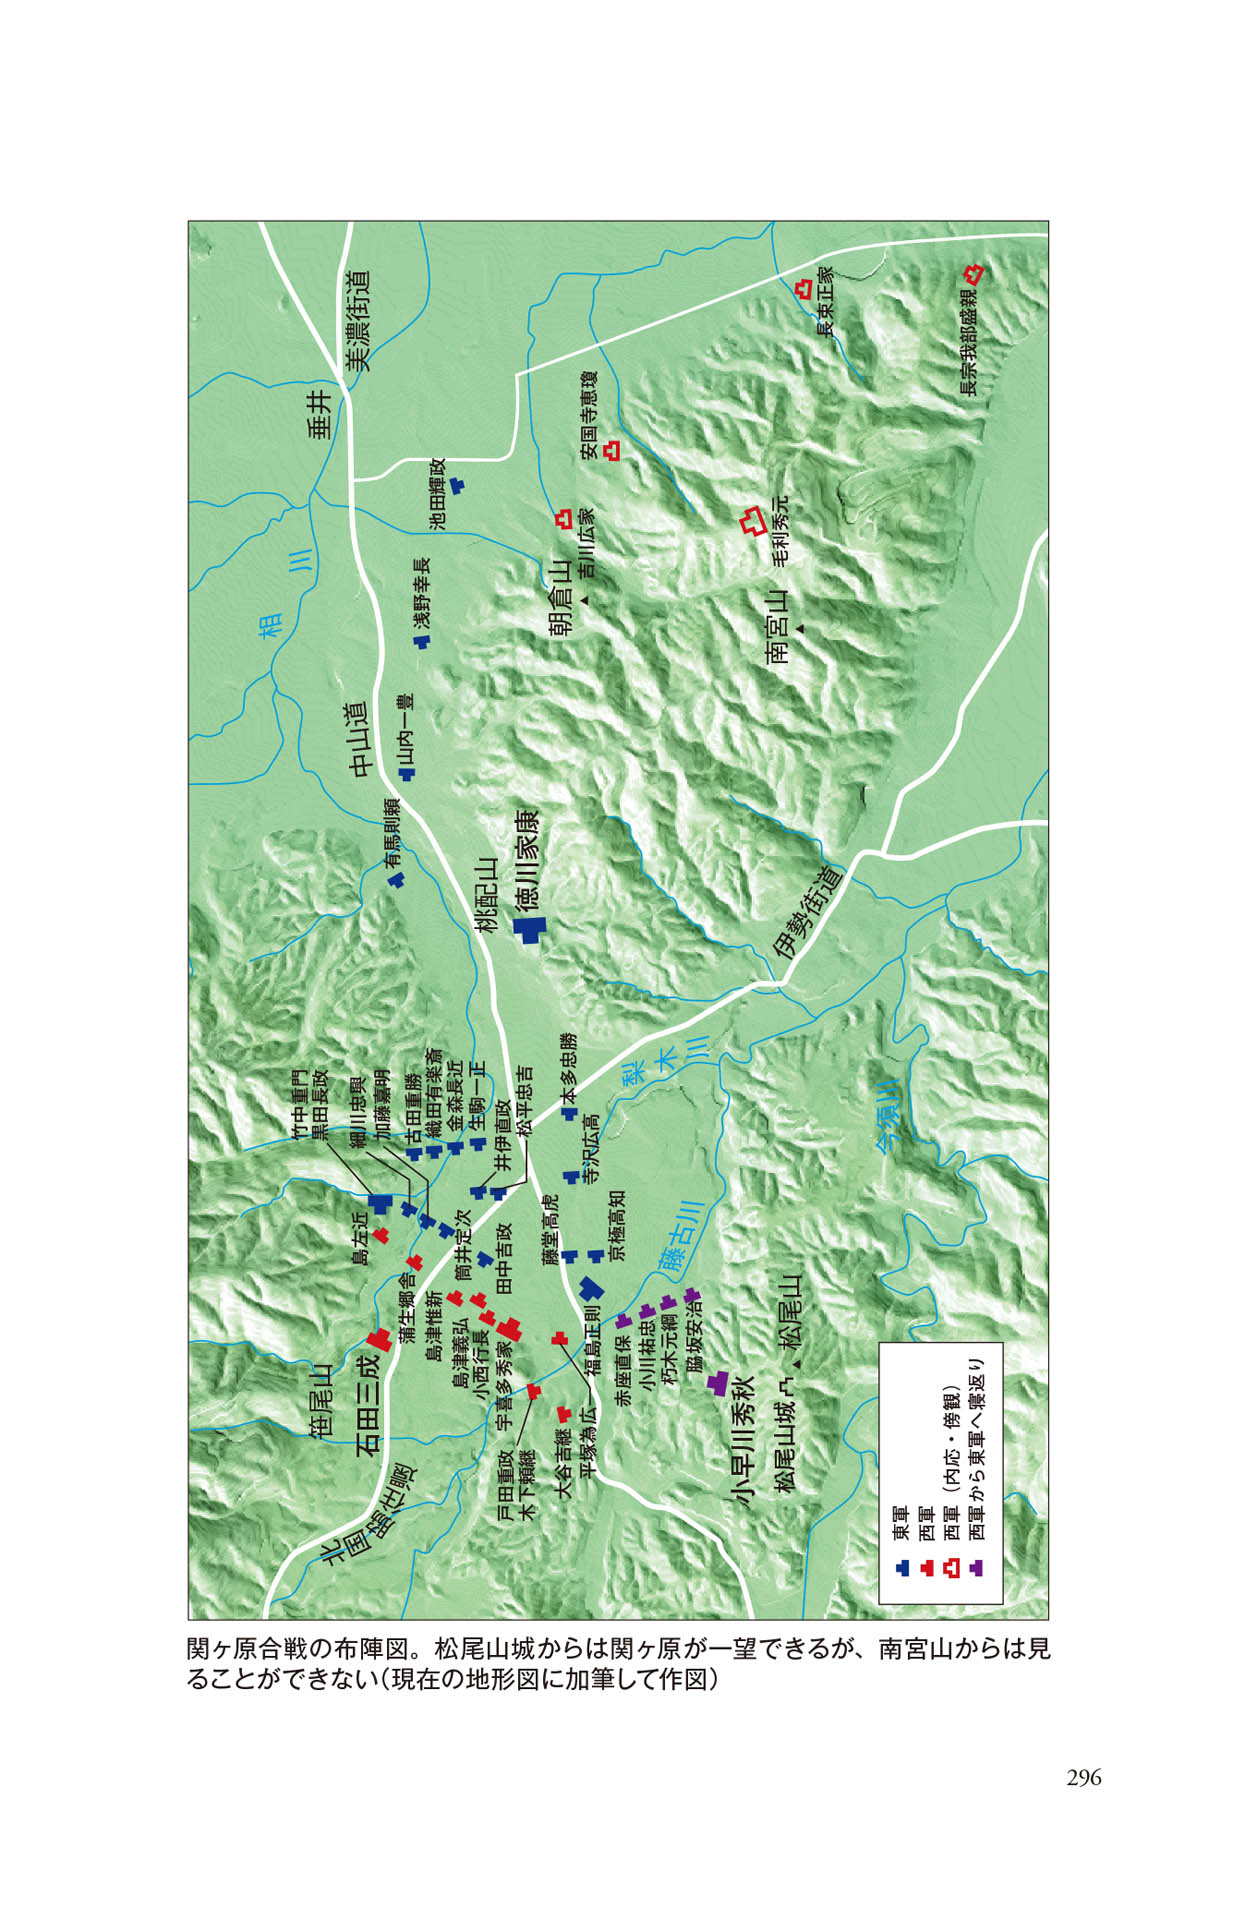 美濃街道
垂井
池田輝政
浅野幸長
相川
中山道
山内一豊
有馬則頼
桃配山
徳川家康
安国寺恵瓊
吉川広家
朝倉山
毛利秀元
南宮山
長束正家
長宗我部盛親
伊勢街道
竹中重門
黒田長政
細川忠興
加藤嘉明
古田重勝
織田有楽斎
金森長近
生駒一正
井伊直政
松平忠吉
本多忠勝
寺沢広高
梨木川
今須川
島左近
蒲生郷舎
筒井定次
田中吉政
藤堂高虎
京極高知
藤古川
島津惟新
島津義弘
小西行長
宇喜多秀家
福島正則
赤座直保
小川祐忠
朽木元綱
脇坂安治
笹尾山
石田三成
北国脇往還
戸田重政
木下頼継
大谷吉継
平塚為広
小早川秀秋
松尾山城
松尾山
東軍
西軍
西軍（内応・傍観）
西軍から東軍へ寝返り
関ヶ原合戦の布陣図。松尾山城からは関ヶ原が一望できるが、南宮山からは見
ることができない（現在の地形図に加筆して作図）
296